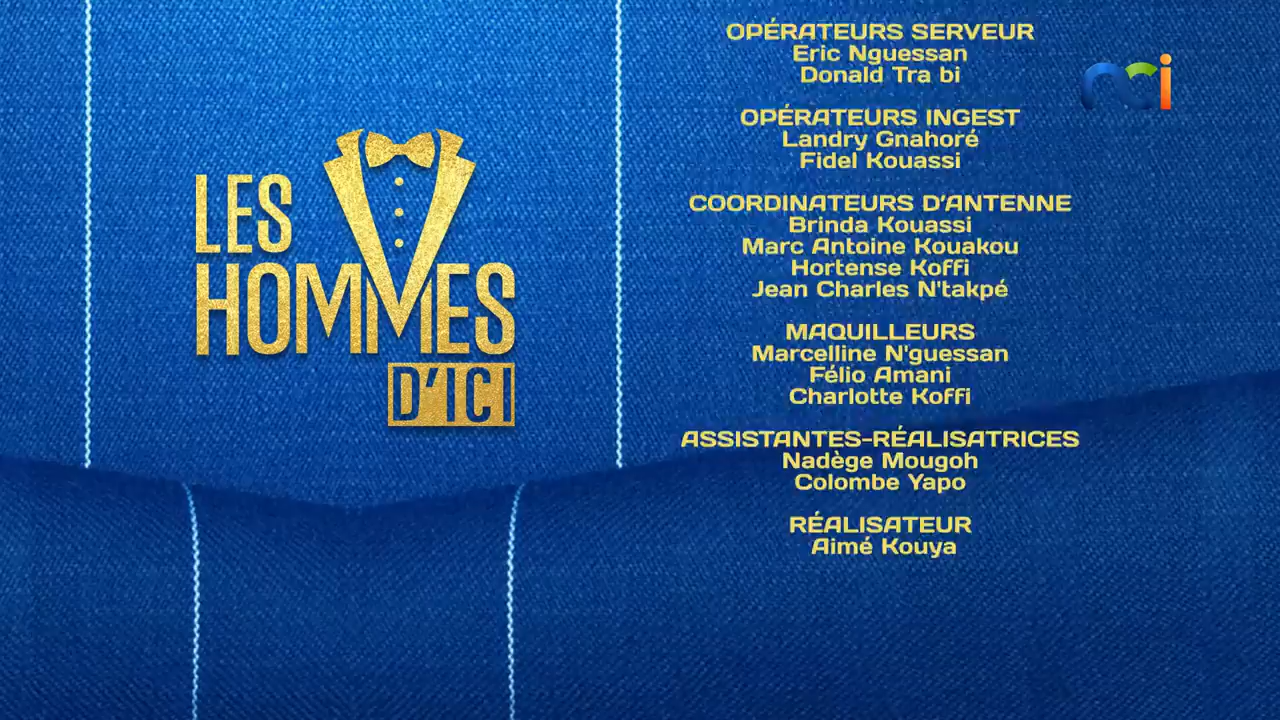 LES
HOMMES
D'ICI
nci
OPÉRATEURS SERVEUR
Eric Nguessan
Donald Tra bi
OPÉRATEURS INGEST
Landry Gnahoré
Fidel Kouassi
COORDINATEURS D'ANTENNE
Brinda Kouassi
Marc Antoine Kouakou
Hortense Koffi
Jean Charles N'takpé
MAQUILLEURS
Marcelline N'guessan
Félio Amani
Charlotte Koffi
ASSISTANTES-RÉALISATRICES
Nadège Mougoh
Colombe Yapo
RÉALISATEUR
Aimé Kouya